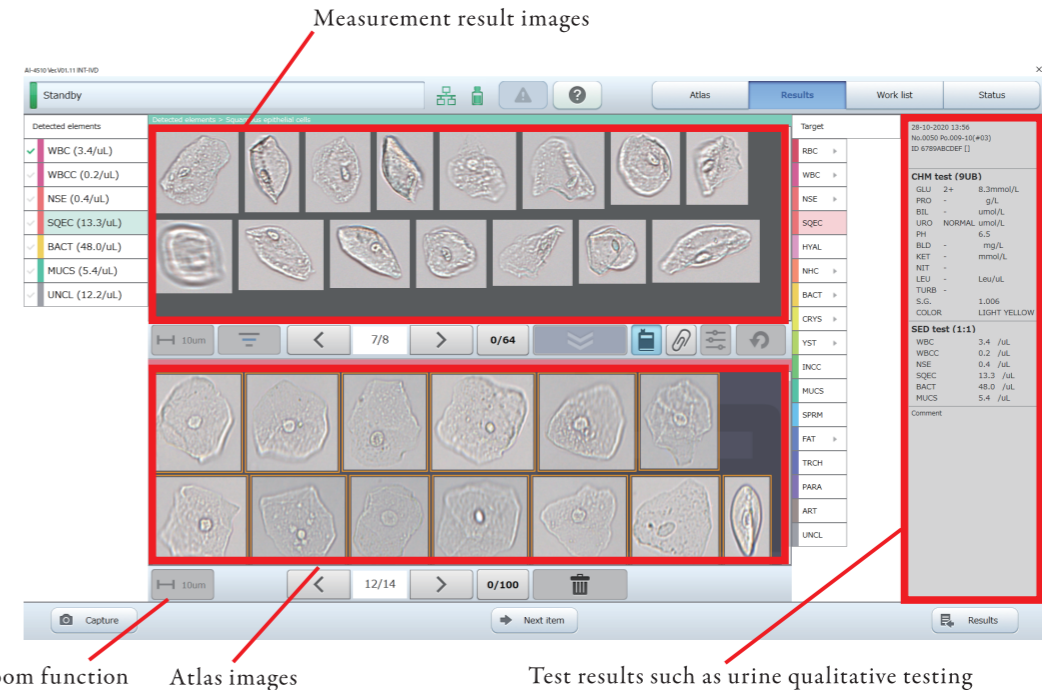 Measurement result images
AI-4510 Ver.V01.11 INT-IVD
Standby
?
Atlas
Results
Work list
Status
Detected elements
WBC (3.4/uL)
WBCC (0.2/uL)
NSE (0.4/uL)
SQEC (13.3/uL)
BACT (48.0/uL)
MUCS (5.4/uL)
UNCL (12.2/uL)
Detected elements > Squamous epithelial cells
10um
7/8
0/64
10um
12/14
0/100
Target
RBC
WBC
NSE
SQEC
HYAL
NHC
BACT
CRYS
YST
INCC
MUCS
SPRM
FAT
TRCH
PARA
ART
UNCL
28-10-2020 13:56
No.0050 Po.009-10(#03)
ID 6789ABCDEF []
CHM test (9UB)
GLU 2+ 8.3mmol/L
PRO - g/L
BIL - umol/L
URO NORMAL umol/L
PH 6.5
BLD - mg/L
KET - mmol/L
NIT -
LEU - Leu/uL
TURB -
S.G. 1.006
COLOR LIGHT YELLOW
SED test (1:1)
WBC 3.4 /uL
WBCC 0.2 /uL
NSE 0.4 /uL
SQEC 13.3 /uL
BACT 48.0 /uL
MUCS 5.4 /uL
Comment
Capture
Next item
Results
oom function
Atlas images
Test results such as urine qualitative testing